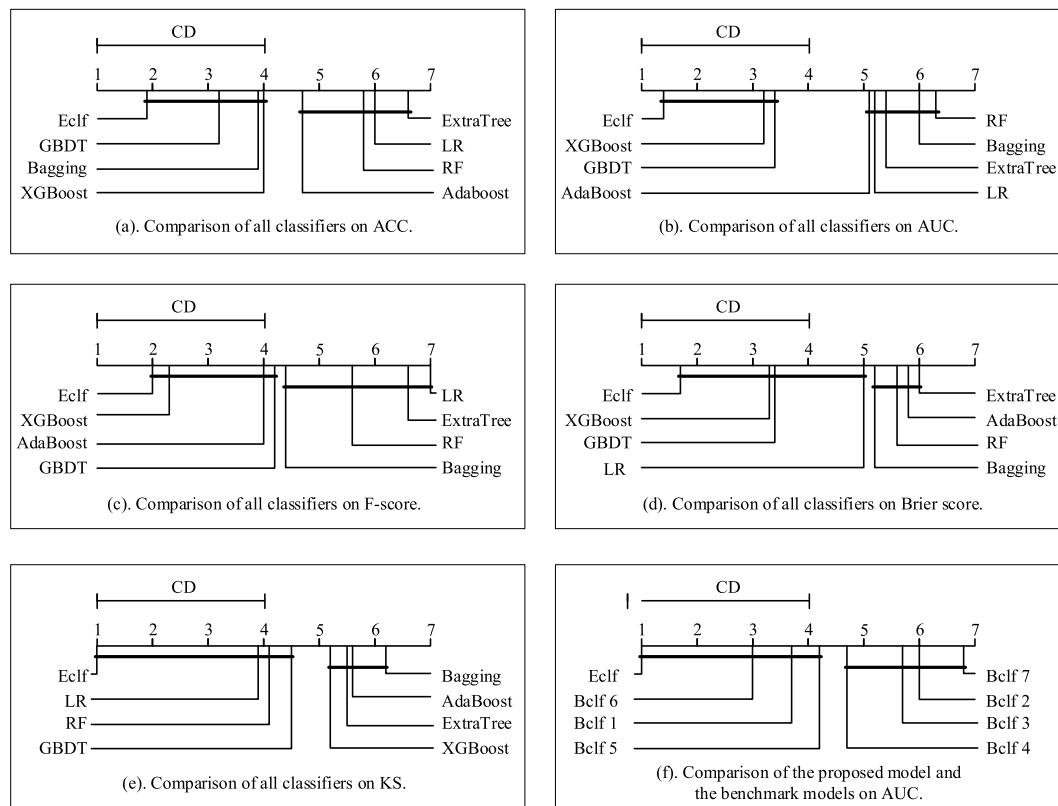 CD
1 2 3 4 5 6 7
Eclf
GBDT
Bagging
XGBoost
ExtraTree
LR
RF
Adaboost
(a). Comparison of all classifiers on ACC.
CD
1 2 3 4 5 6 7
Eclf
XGBoost
GBDT
AdaBoost
RF
Bagging
ExtraTree
LR
(b). Comparison of all classifiers on AUC.
CD
1 2 3 4 5 6 7
Eclf
XGBoost
AdaBoost
GBDT
LR
ExtraTree
RF
Bagging
(c). Comparison of all classifiers on F-score.
CD
1 2 3 4 5 6 7
Eclf
XGBoost
GBDT
LR
ExtraTree
AdaBoost
RF
Bagging
(d). Comparison of all classifiers on Brier score.
CD
1 2 3 4 5 6 7
Eclf
LR
RF
GBDT
Bagging
AdaBoost
ExtraTree
XGBoost
(e). Comparison of all classifiers on KS.
CD
1 2 3 4 5 6 7
Eclf
Bclf 6
Bclf 1
Bclf 5
Bclf 7
Bclf 2
Bclf 3
Bclf 4
(f). Comparison of the proposed model and
the benchmark models on AUC.